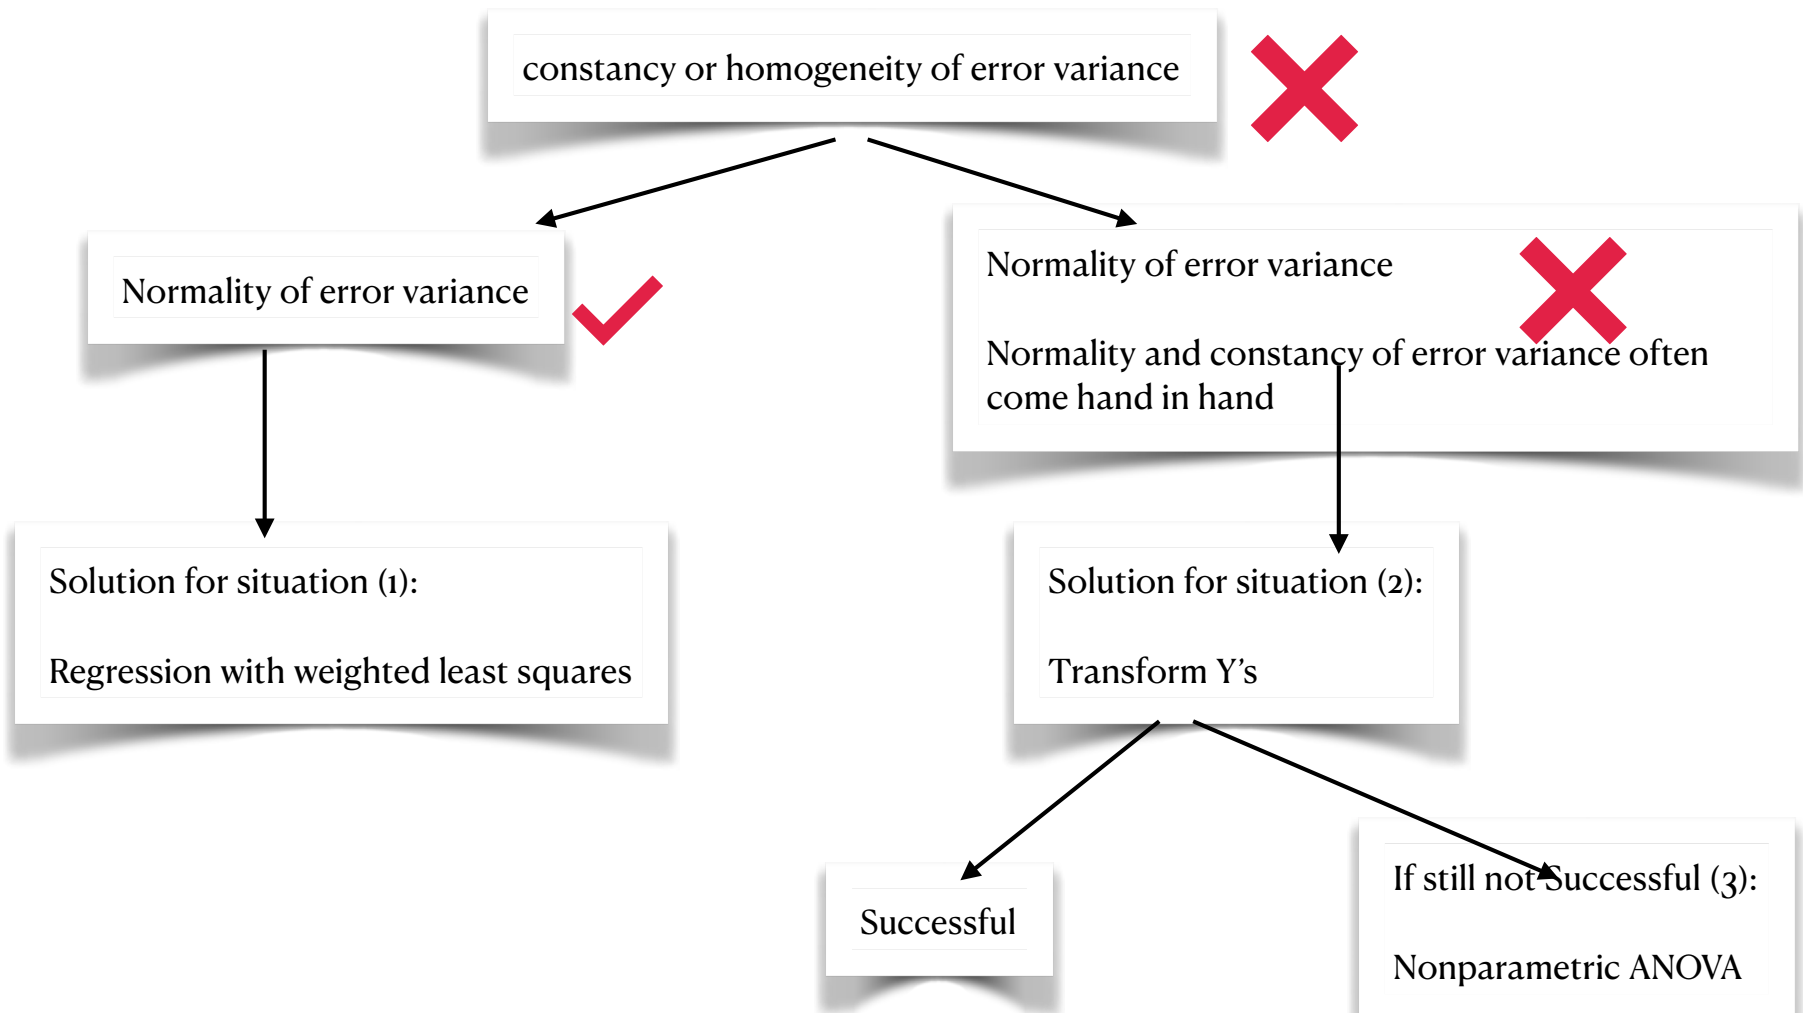 constancy or homogeneity of error variance
Normality of error variance
Normality of error variance
Normality and constancy of error variance often
come hand in hand
Solution for situation (1):
Regression with weighted least squares
Solution for situation (2):
Transform Y's
Successful
If still not Successful (3):
Nonparametric ANOVA